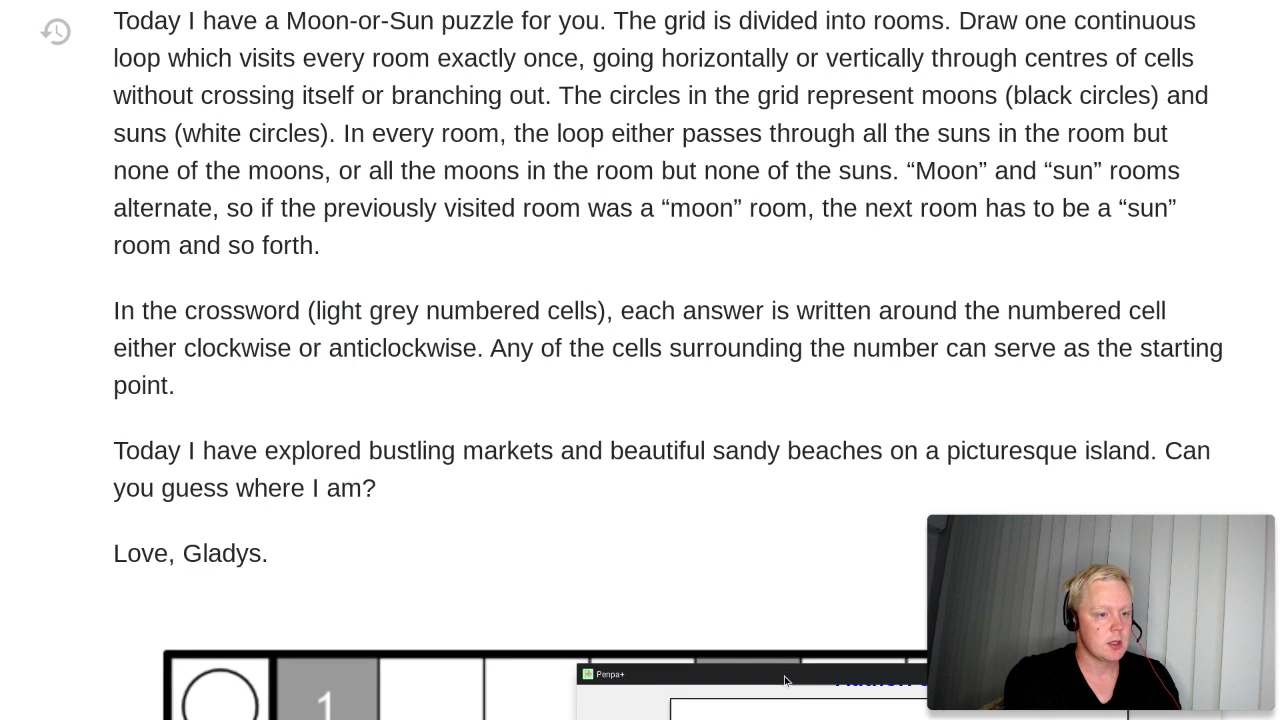 Today I have a Moon-or-Sun puzzle for you. The grid is divided into rooms. Draw one continuous
loop which visits every room exactly once, going horizontally or vertically through centres of cells
without crossing itself or branching out. The circles in the grid represent moons (black circles) and
suns (white circles). In every room, the loop either passes through all the suns in the room but
none of the moons, or all the moons in the room but none of the suns. “Moon” and “sun” rooms
alternate, so if the previously visited room was a “moon” room, the next room has to be a “sun”
room and so forth.
In the crossword (light grey numbered cells), each answer is written around the numbered cell
either clockwise or anticlockwise. Any of the cells surrounding the number can serve as the starting
point.
Today I have explored bustling markets and beautiful sandy beaches on a picturesque island. Can
you guess where I am?
Love, Gladys.
Penpa+
1